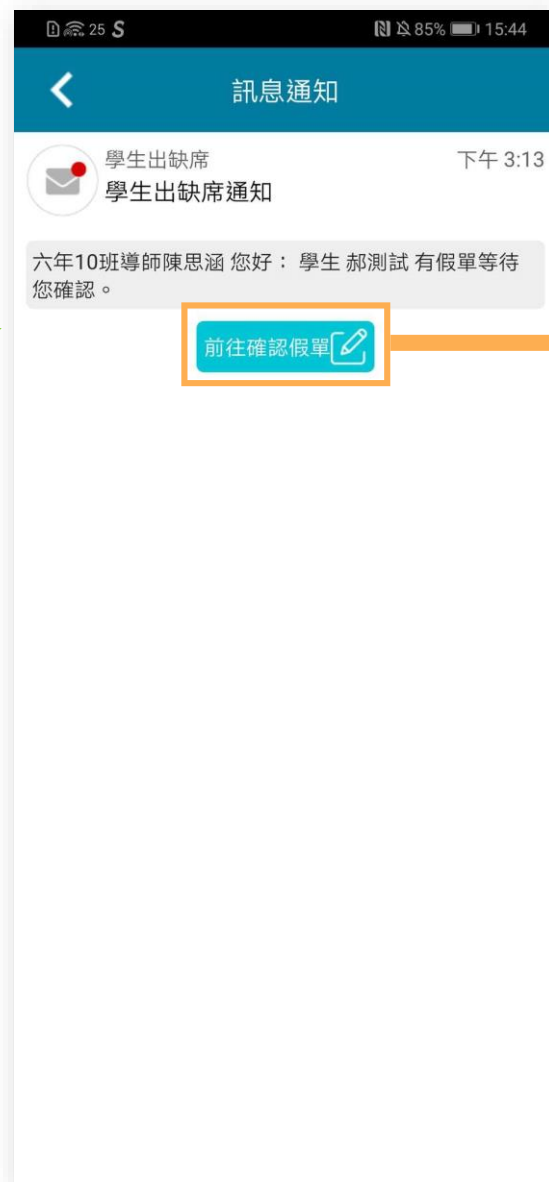 25 S 85% 15:44
訊息通知
學生出缺席 下午 3:13
學生出缺席通知
六年10班導師陳思涵 您好： 學生 郝測試 有假單等待
您確認。
前往確認假單